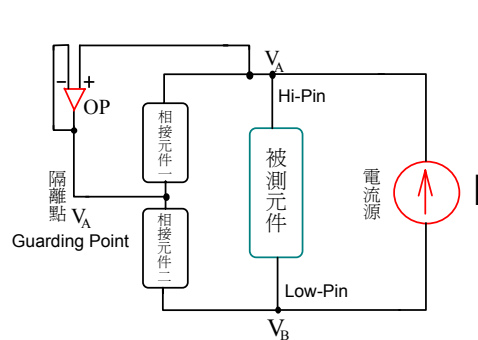 − +
OP
V_A
Hi-Pin
相接元件一
被測元件
電流源
隔離點
V_A
Guarding Point
相接元件二
Low-Pin
V_B